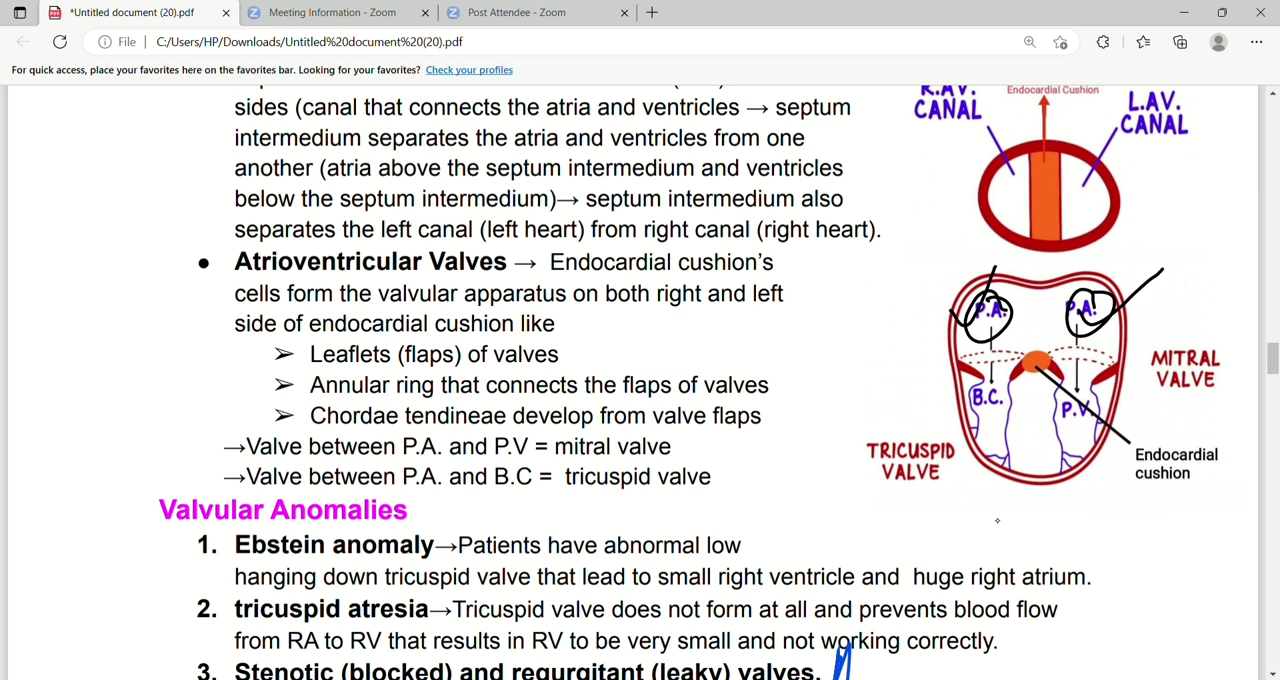 *Untitled document (20).pdf
Meeting Information - Zoom
Post Attendee - Zoom
File
C:/Users/HP/Downloads/Untitled%20document%20(20).pdf
For quick access, place your favorites here on the favorites bar. Looking for your favorites? Check your profiles
sides (canal that connects the atria and ventricles → septum
intermedium separates the atria and ventricles from one
another (atria above the septum intermedium and ventricles
below the septum intermedium)→ septum intermedium also
separates the left canal (left heart) from right canal (right heart).
● Atrioventricular Valves → Endocardial cushion's
cells form the valvular apparatus on both right and left
side of endocardial cushion like
➢ Leaflets (flaps) of valves
➢ Annular ring that connects the flaps of valves
➢ Chordae tendineae develop from valve flaps
→Valve between P.A. and P.V = mitral valve
→Valve between P.A. and B.C = tricuspid valve
Valvular Anomalies
1. Ebstein anomaly→Patients have abnormal low
hanging down tricuspid valve that lead to small right ventricle and huge right atrium.
2. tricuspid atresia→Tricuspid valve does not form at all and prevents blood flow
from RA to RV that results in RV to be very small and not working correctly.
3. Stenotic (blocked) and regurgitant (leaky) valves.
R.AV.
CANAL
Endocardial Cushion
L.AV.
CANAL
P.A.
P.A.
B.C.
P.V.
MITRAL
VALVE
TRICUSPID
VALVE
Endocardial
cushion